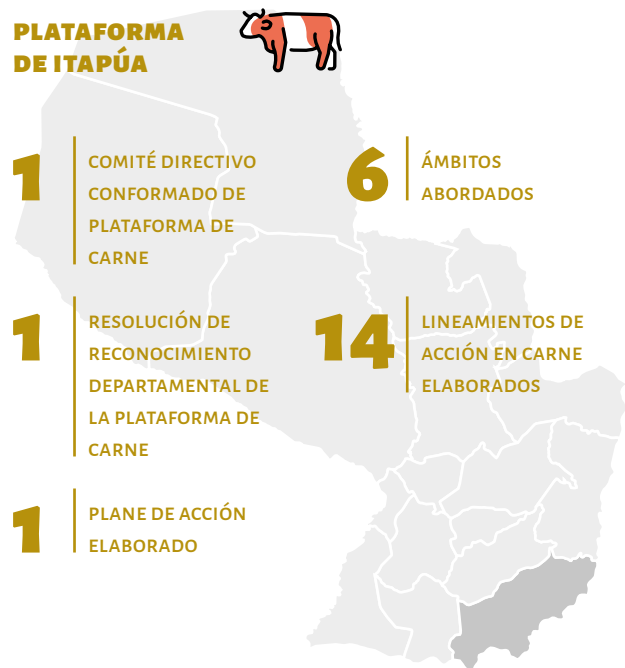 PLATAFORMA
DE ITAPÚA
1
COMITÉ DIRECTIVO
CONFORMADO DE
PLATAFORMA DE
CARNE
6
ÁMBITOS
ABORDADOS
1
RESOLUCIÓN DE
RECONOCIMIENTO
DEPARTAMENTAL DE
LA PLATAFORMA DE
CARNE
14
LINEAMIENTOS DE
ACCIÓN EN CARNE
ELABORADOS
1
PLANE DE ACCIÓN
ELABORADO